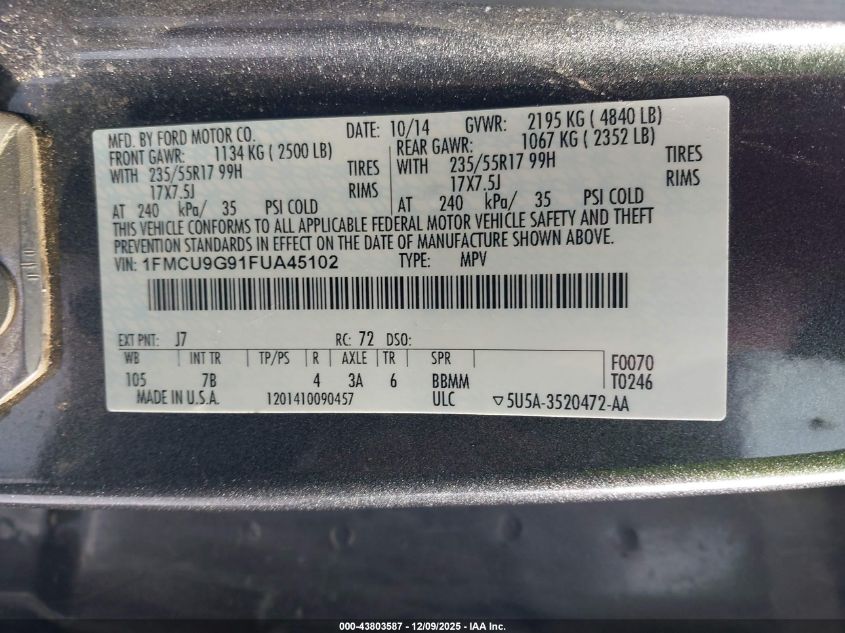 MFD. BY FORD MOTOR CO. DATE: 10/14 GVWR: 2195 KG ( 4840 LB)
FRONT GAWR: 1134 KG ( 2500 LB) REAR GAWR: 1067 KG ( 2352 LB)
WITH 235/55R17 99H TIRES WITH 235/55R17 99H TIRES
17X7.5J RIMS 17X7.5J RIMS
AT 240 kPa/ 35 PSI COLD AT 240 kPa/ 35 PSI COLD
THIS VEHICLE CONFORMS TO ALL APPLICABLE FEDERAL MOTOR VEHICLE SAFETY AND THEFT
PREVENTION STANDARDS IN EFFECT ON THE DATE OF MANUFACTURE SHOWN ABOVE.
VIN: 1FMCU9G91FUA45102 TYPE: MPV
EXT PNT: J7 RC: 72 DSO:
WB INT TR TP/PS R AXLE TR SPR F0070
105 7B 4 3A 6 BBMM T0246
MADE IN U.S.A. 1201410090457 ULC ▽5U5A-3520472-AA
000-43803587 - 12/09/2025 - IAA Inc.